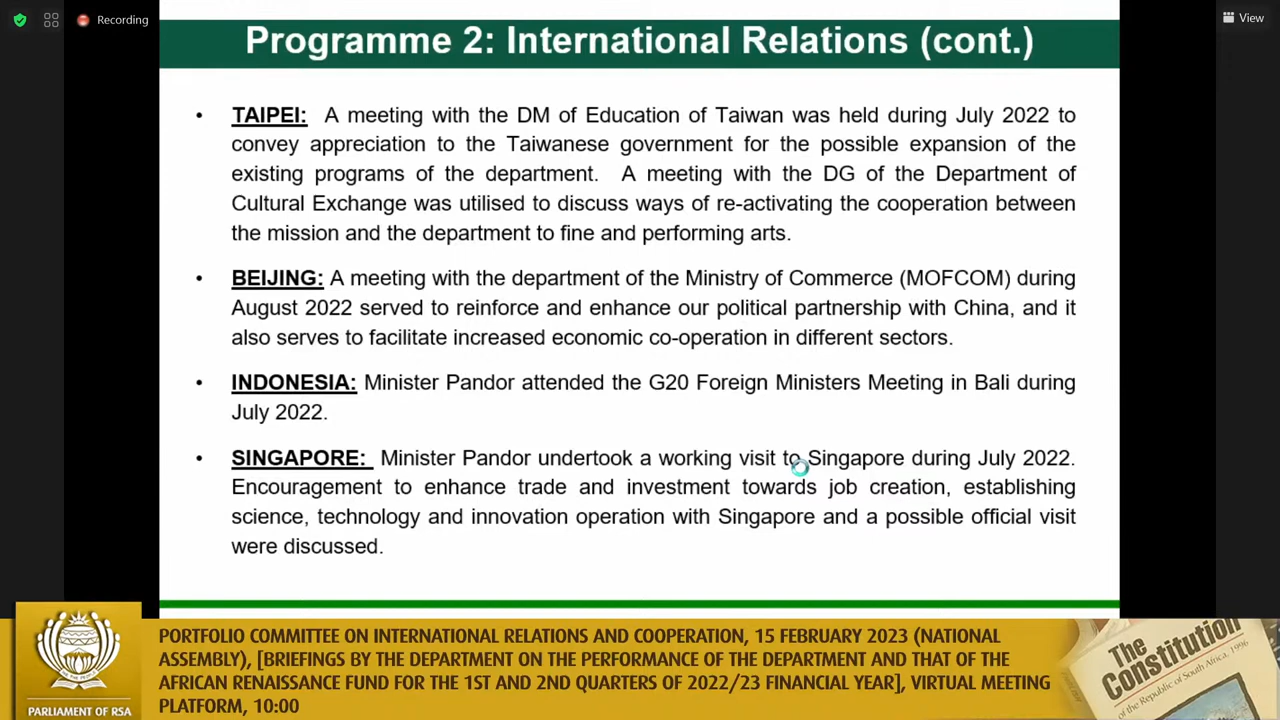 Recording
View
Programme 2: International Relations (cont.)
• TAIPEI: A meeting with the DM of Education of Taiwan was held during July 2022 to
convey appreciation to the Taiwanese government for the possible expansion of the
existing programs of the department. A meeting with the DG of the Department of
Cultural Exchange was utilised to discuss ways of re-activating the cooperation between
the mission and the department to fine and performing arts.
• BEIJING: A meeting with the department of the Ministry of Commerce (MOFCOM) during
August 2022 served to reinforce and enhance our political partnership with China, and it
also serves to facilitate increased economic co-operation in different sectors.
• INDONESIA: Minister Pandor attended the G20 Foreign Ministers Meeting in Bali during
July 2022.
• SINGAPORE: Minister Pandor undertook a working visit to Singapore during July 2022.
Encouragement to enhance trade and investment towards job creation, establishing
science, technology and innovation operation with Singapore and a possible official visit
were discussed.
PARLIAMENT OF RSA
PORTFOLIO COMMITTEE ON INTERNATIONAL RELATIONS AND COOPERATION, 15 FEBRUARY 2023 (NATIONAL
ASSEMBLY), [BRIEFINGS BY THE DEPARTMENT ON THE PERFORMANCE OF THE DEPARTMENT AND THAT OF THE
AFRICAN RENAISSANCE FUND FOR THE 1ST AND 2ND QUARTERS OF 2022/23 FINANCIAL YEAR], VIRTUAL MEETING
PLATFORM, 10:00
The
Constitution
of the Republic of South Africa, 1996